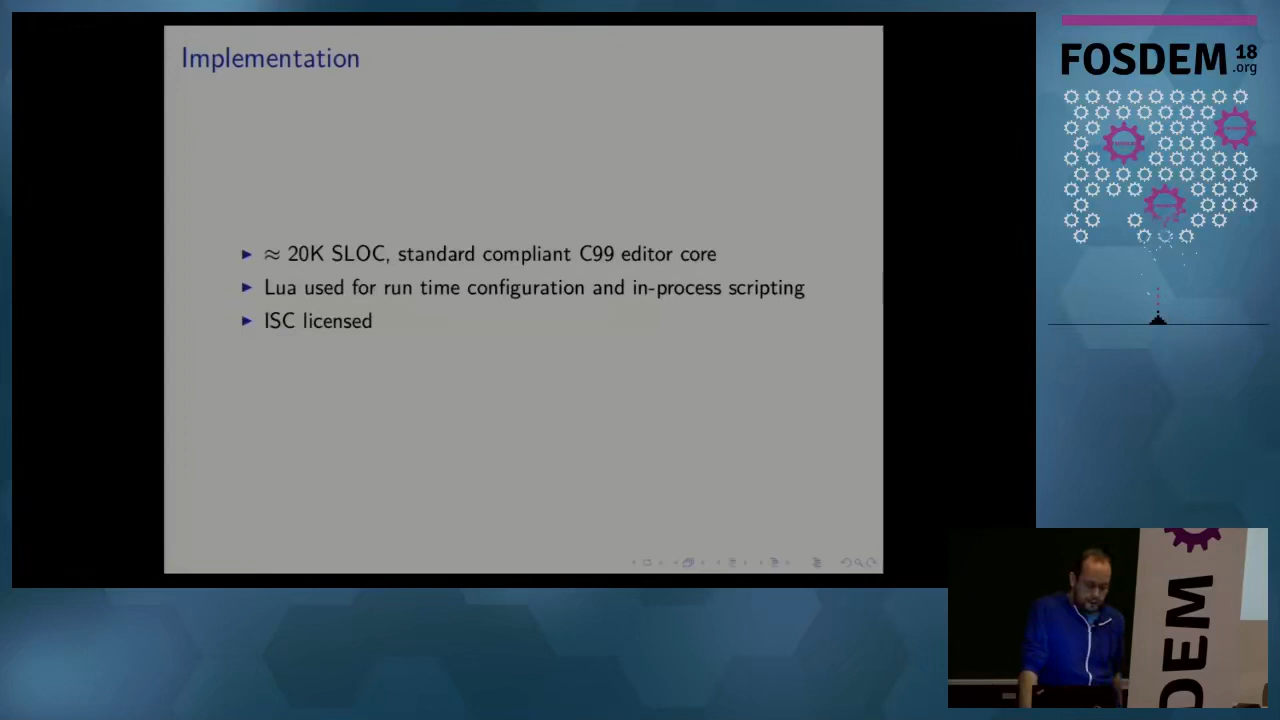 Implementation
► ≈ 20K SLOC, standard compliant C99 editor core
► Lua used for run time configuration and in-process scripting
► ISC licensed
FOSDEM 18
.org
DEM